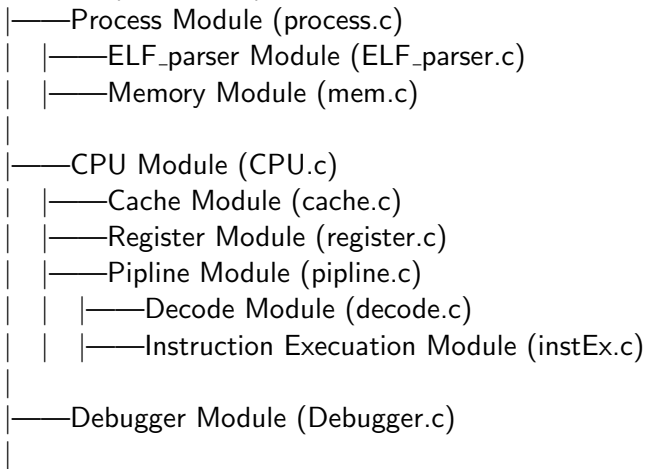 |——Process Module (process.c)
| |——ELF_parser Module (ELF_parser.c)
| |——Memory Module (mem.c)
|
|——CPU Module (CPU.c)
| |——Cache Module (cache.c)
| |——Register Module (register.c)
| |——Pipline Module (pipline.c)
| | |——Decode Module (decode.c)
| | |——Instruction Execuation Module (instEx.c)
|
|——Debugger Module (Debugger.c)
|